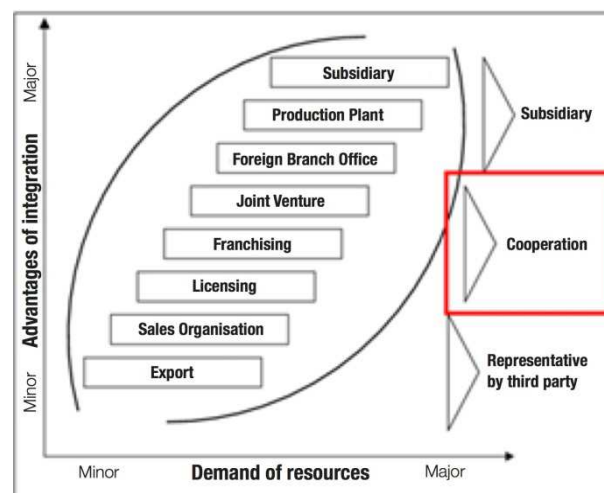 Major
Advantages of integration
Minor
Subsidiary
Production Plant
Foreign Branch Office
Joint Venture
Franchising
Licensing
Sales Organisation
Export
Subsidiary
Cooperation
Representative
by third party
Minor
Demand of resources
Major